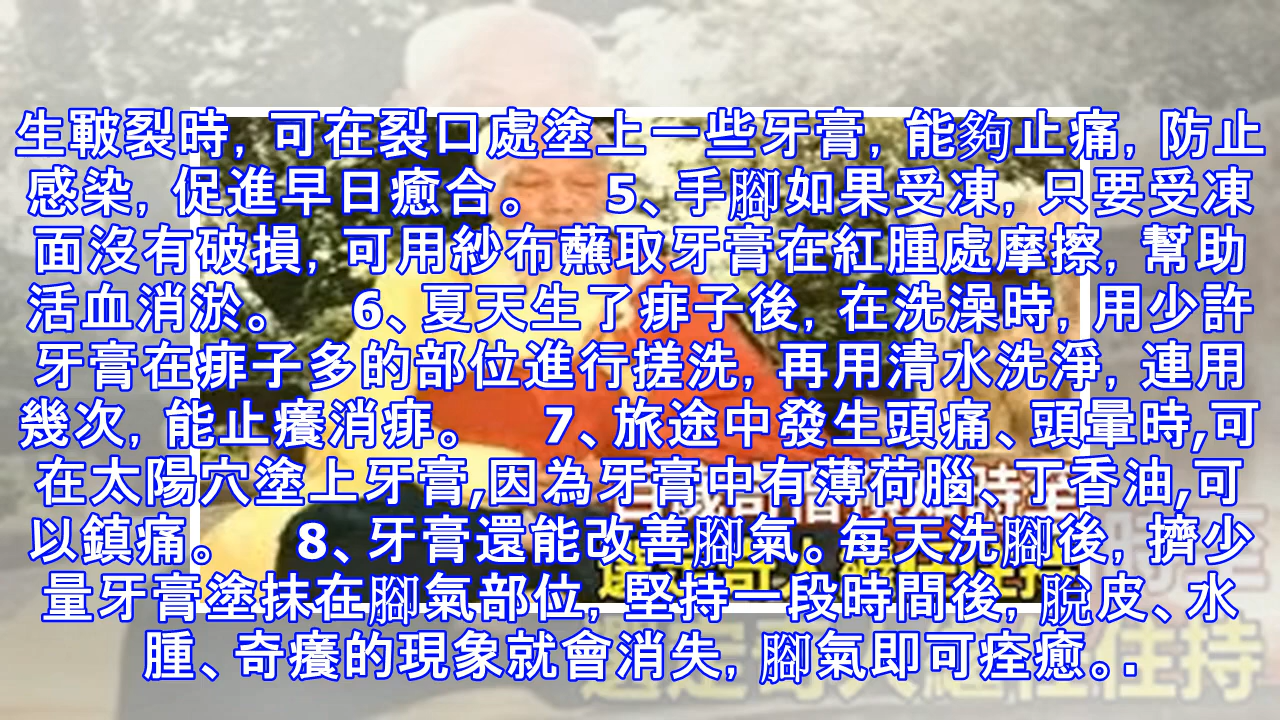 生皸裂時, 可在裂口處塗上一些牙膏, 能夠止痛, 防止
感染, 促進早日癒合。 5、手腳如果受凍, 只要受凍
面沒有破損, 可用紗布蘸取牙膏在紅腫處摩擦, 幫助
活血消淤。 6、夏天生了痱子後, 在洗澡時, 用少許
牙膏在痱子多的部位進行搓洗, 再用清水洗淨, 連用
幾次, 能止癢消痱。 7、旅途中發生頭痛、頭暈時,可
在太陽穴塗上牙膏,因為牙膏中有薄荷腦、丁香油,可
以鎮痛。 8、牙膏還能改善腳氣。每天洗腳後, 擠少
量牙膏塗抹在腳氣部位, 堅持一段時間後, 脫皮、水
腫、奇癢的現象就會消失, 腳氣即可痊癒。.